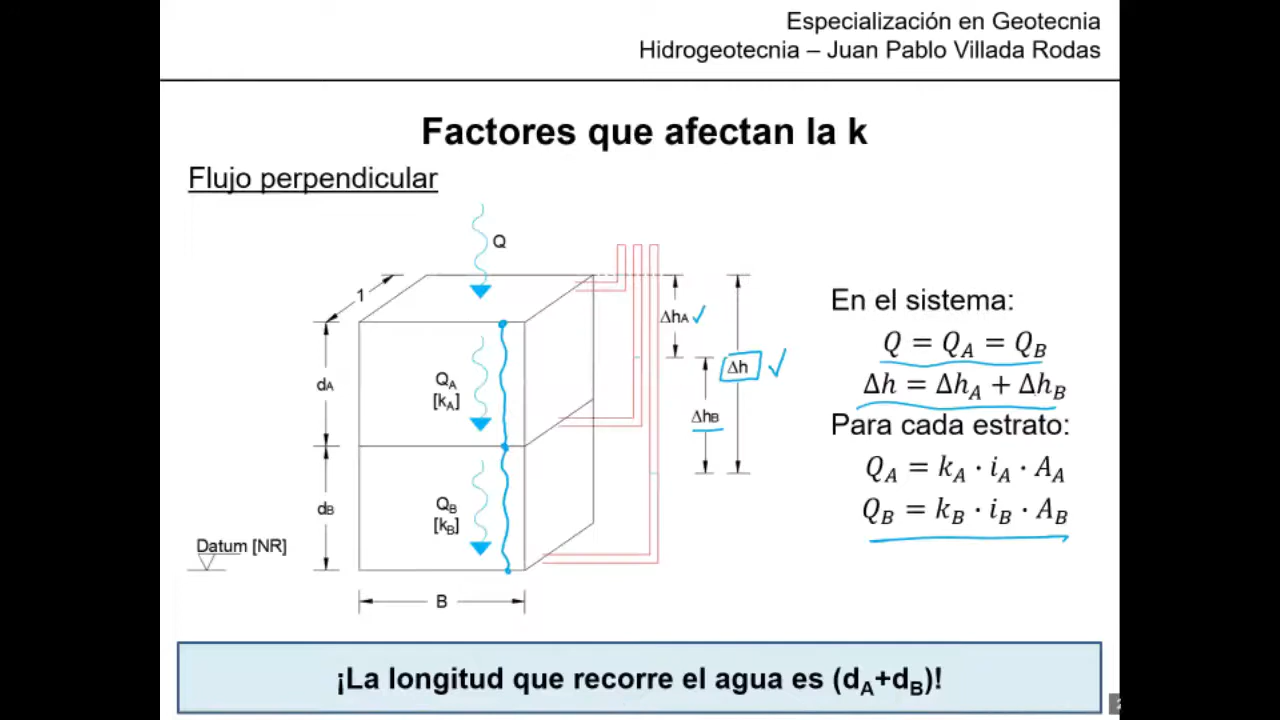 Especialización en Geotecnia
Hidrogeotecnia – Juan Pablo Villada Rodas
Factores que afectan la k
Flujo perpendicular
Q
1
ΔhA
Δh
ΔhB
dA
QA
[kA]
dB
QB
[kB]
Datum [NR]
B
En el sistema:
Q = Q_A = Q_B
Δh = Δh_A + Δh_B
Para cada estrato:
Q_A = k_A · i_A · A_A
Q_B = k_B · i_B · A_B
¡La longitud que recorre el agua es (dA+dB)!